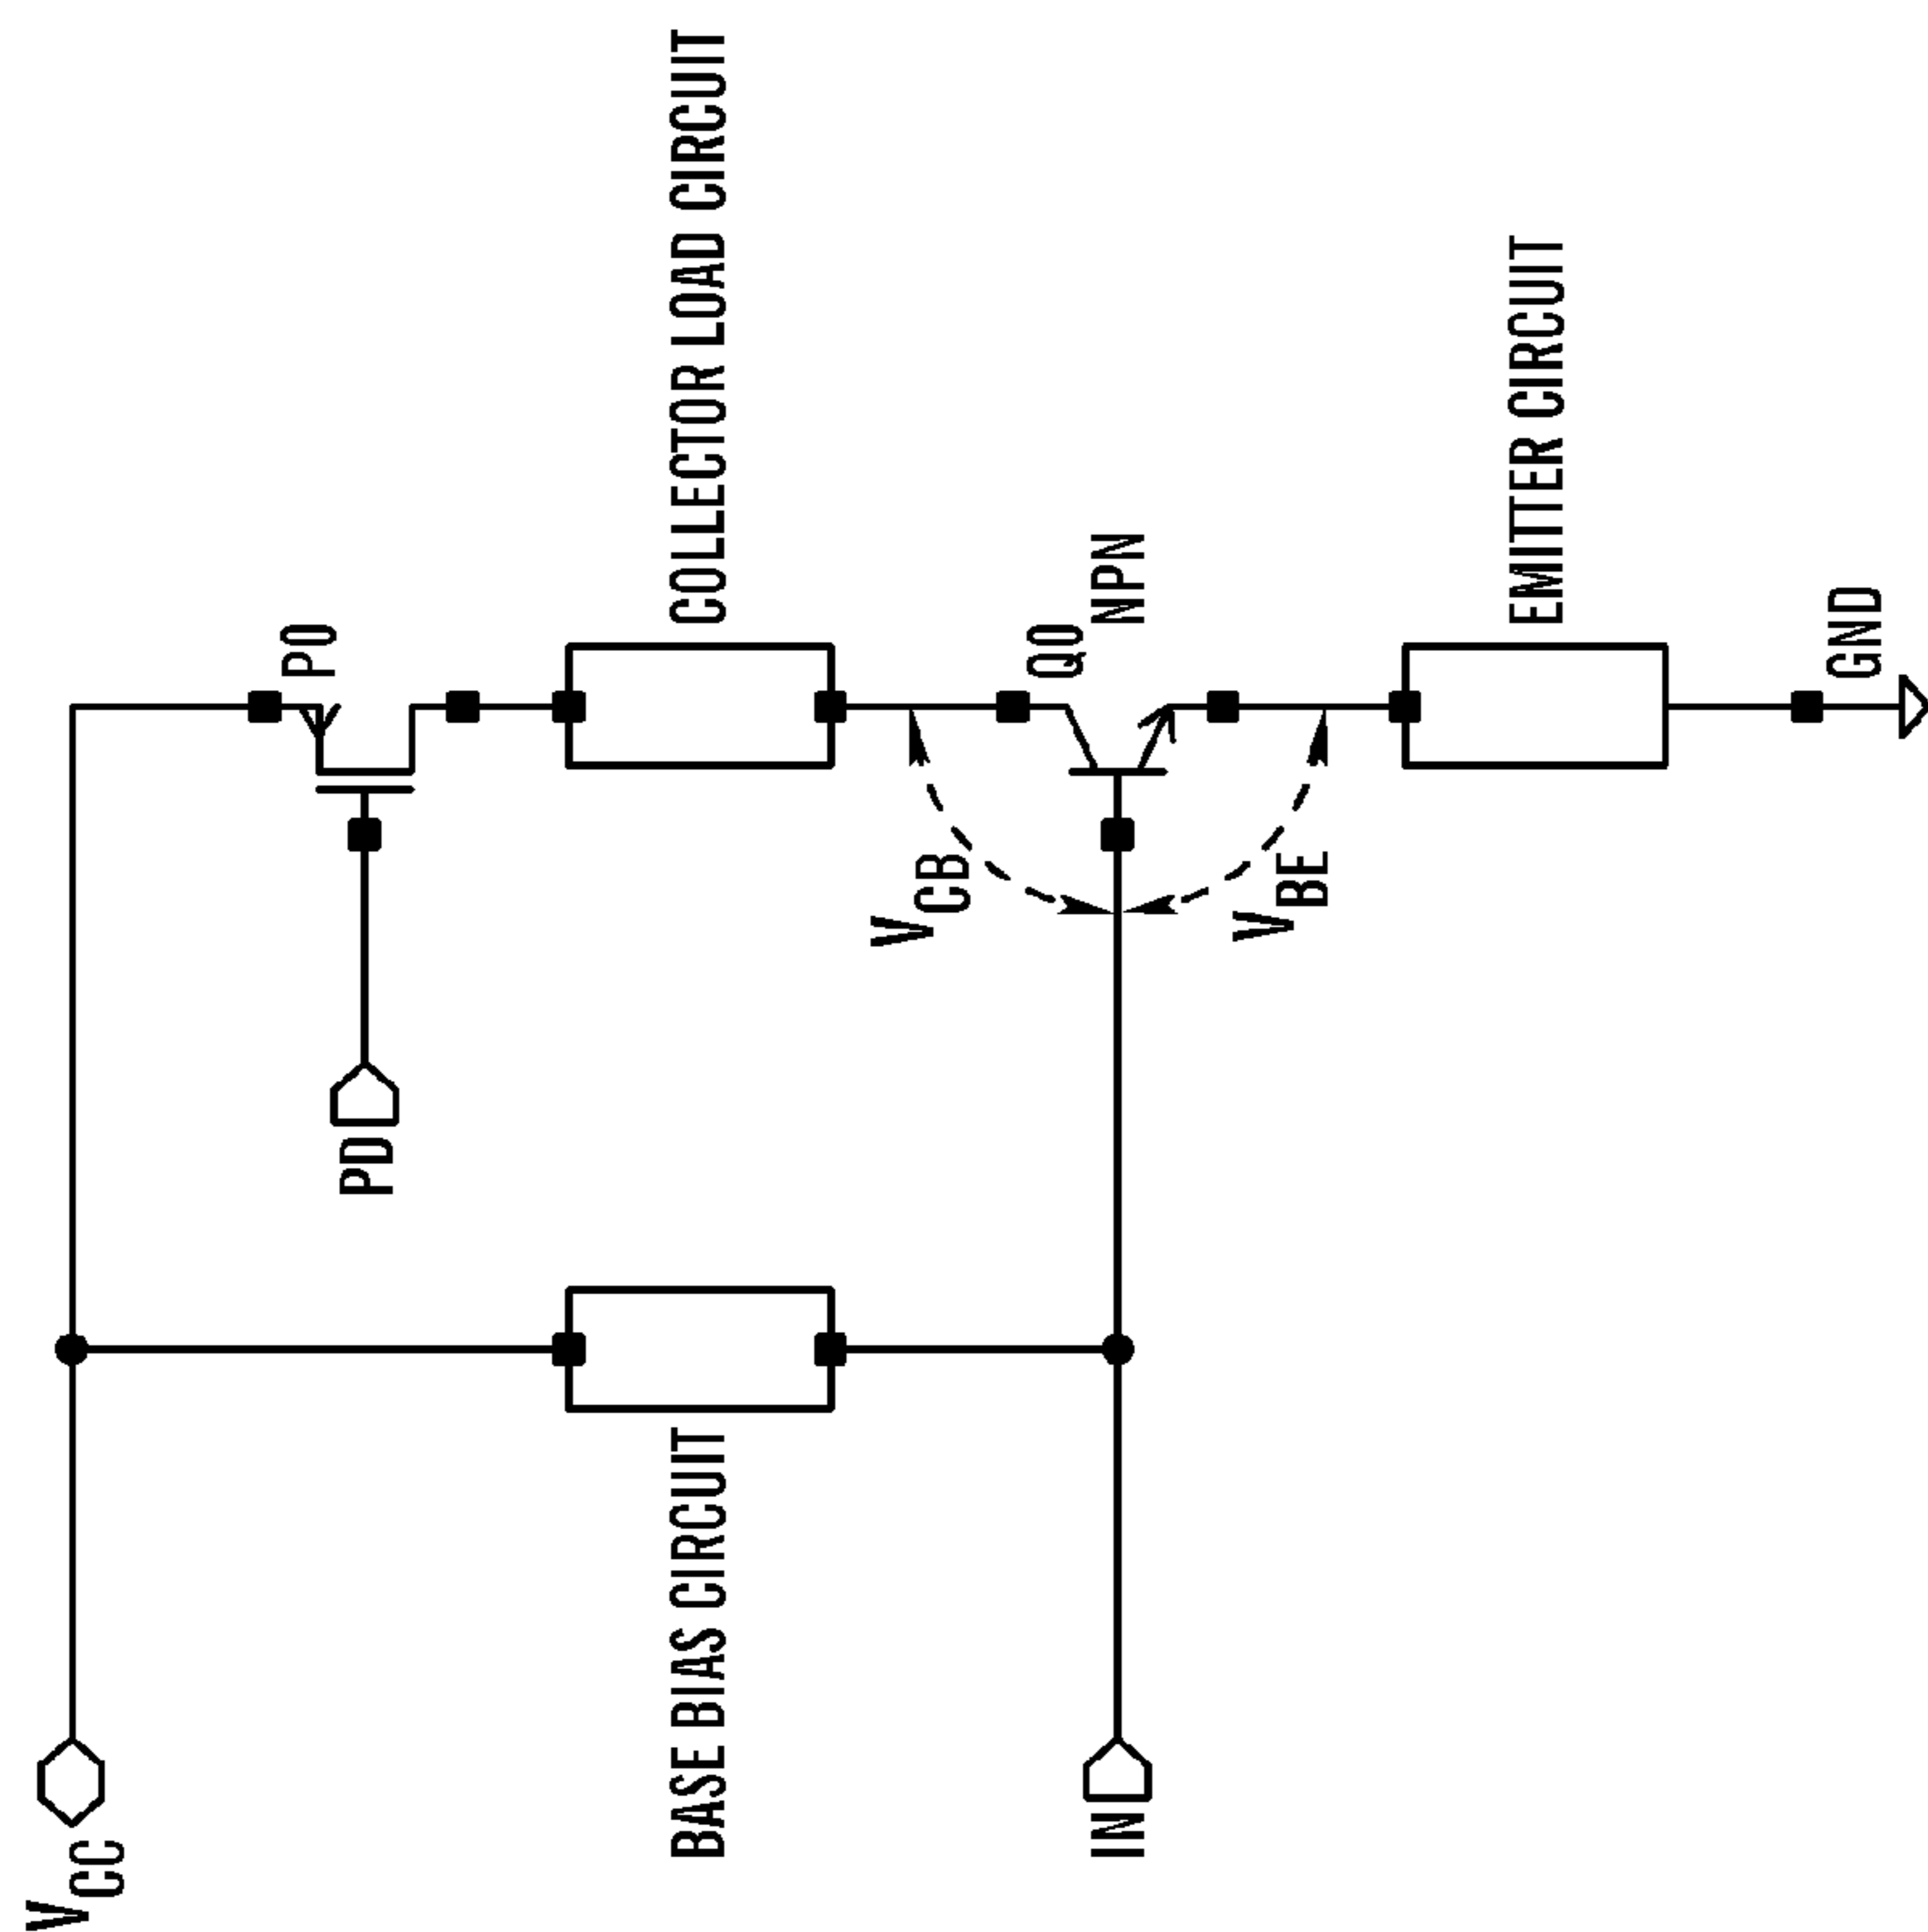 VCC
P0
PD
BASE BIAS CIRCUIT
COLLECTOR LOAD CIRCUIT
VCB
Q0
IN
NPN
VBE
EMITTER CIRCUIT
GND